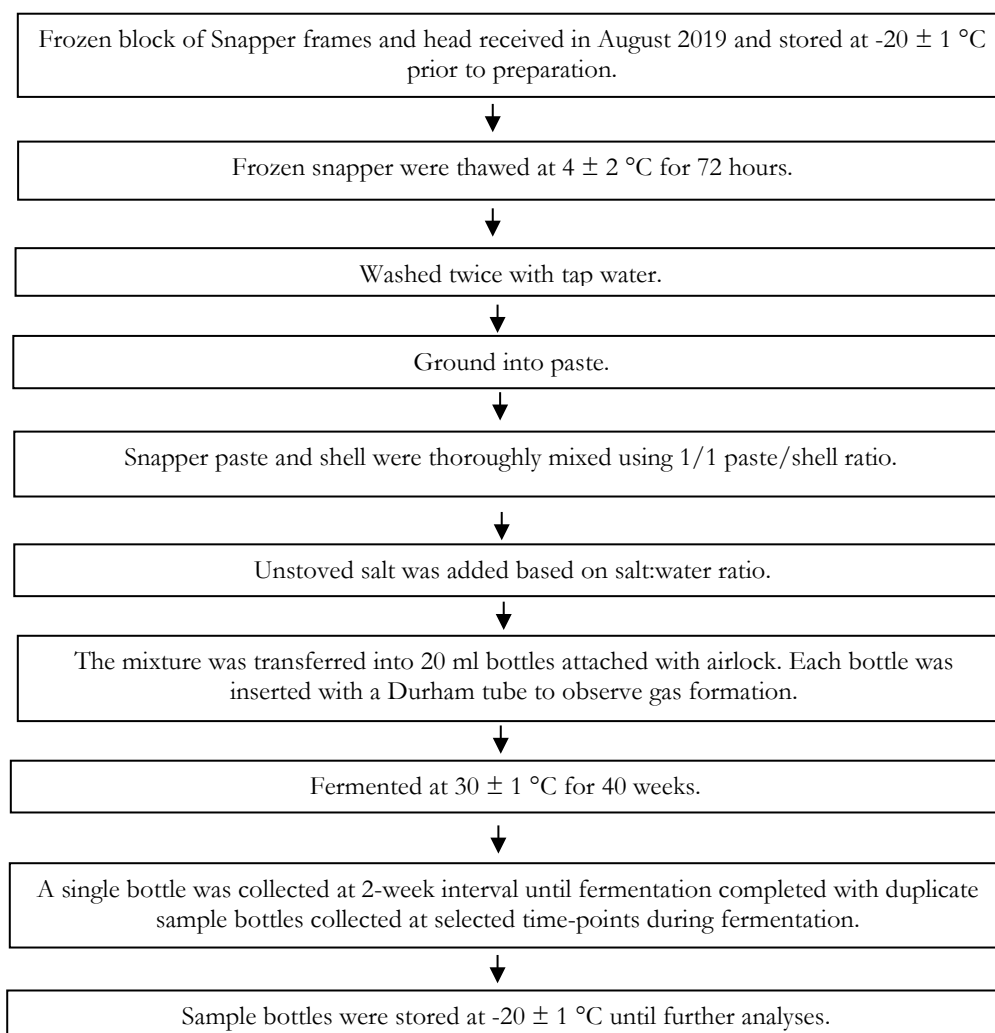 Frozen block of Snapper frames and head received in August 2019 and stored at -20 ± 1 °C
prior to preparation.
Frozen snapper were thawed at 4 ± 2 °C for 72 hours.
Washed twice with tap water.
Ground into paste.
Snapper paste and shell were thoroughly mixed using 1/1 paste/shell ratio.
Unstoved salt was added based on salt:water ratio.
The mixture was transferred into 20 ml bottles attached with airlock. Each bottle was
inserted with a Durham tube to observe gas formation.
Fermented at 30 ± 1 °C for 40 weeks.
A single bottle was collected at 2-week interval until fermentation completed with duplicate
sample bottles collected at selected time-points during fermentation.
Sample bottles were stored at -20 ± 1 °C until further analyses.